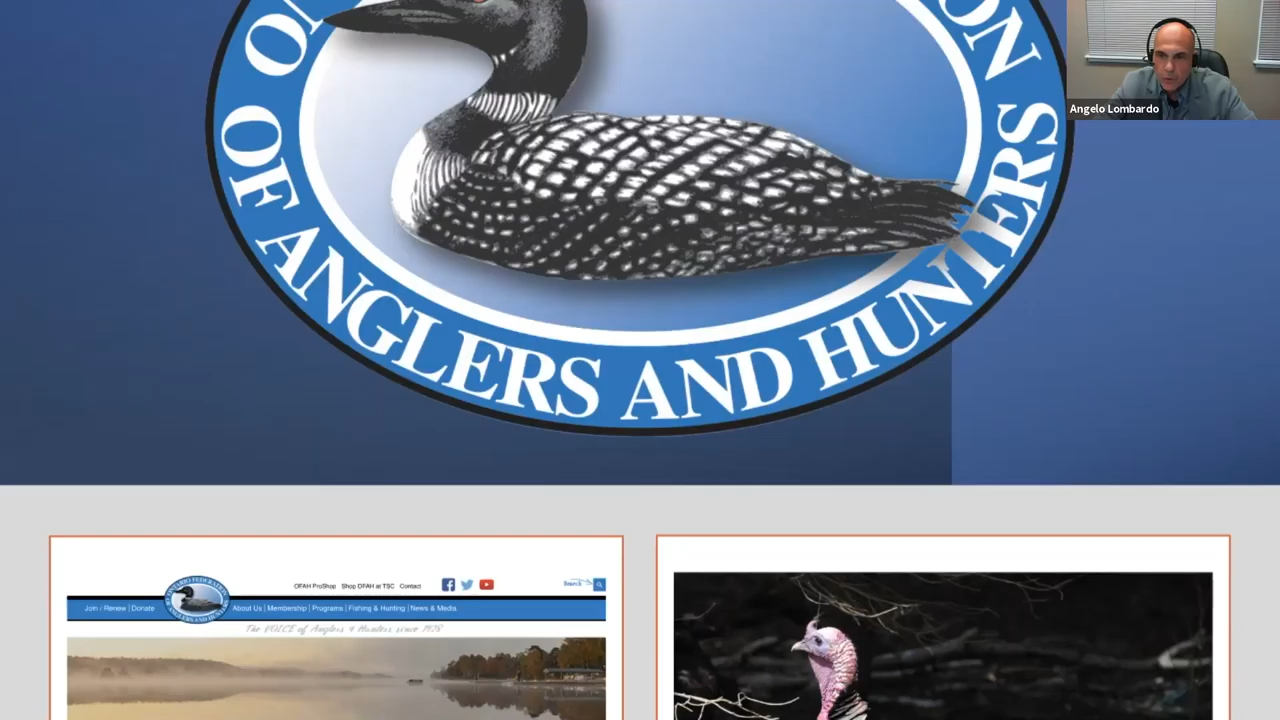 ON
OF ANGLERS AND HUNTERS
Angelo Lombardo
OFAH ProShop Shop OFAH at TSC Contact
Search
Join / Renew | Donate
About Us | Membership | Programs | Fishing & Hunting | News & Media
The VOICE of Anglers & Hunters since 1928